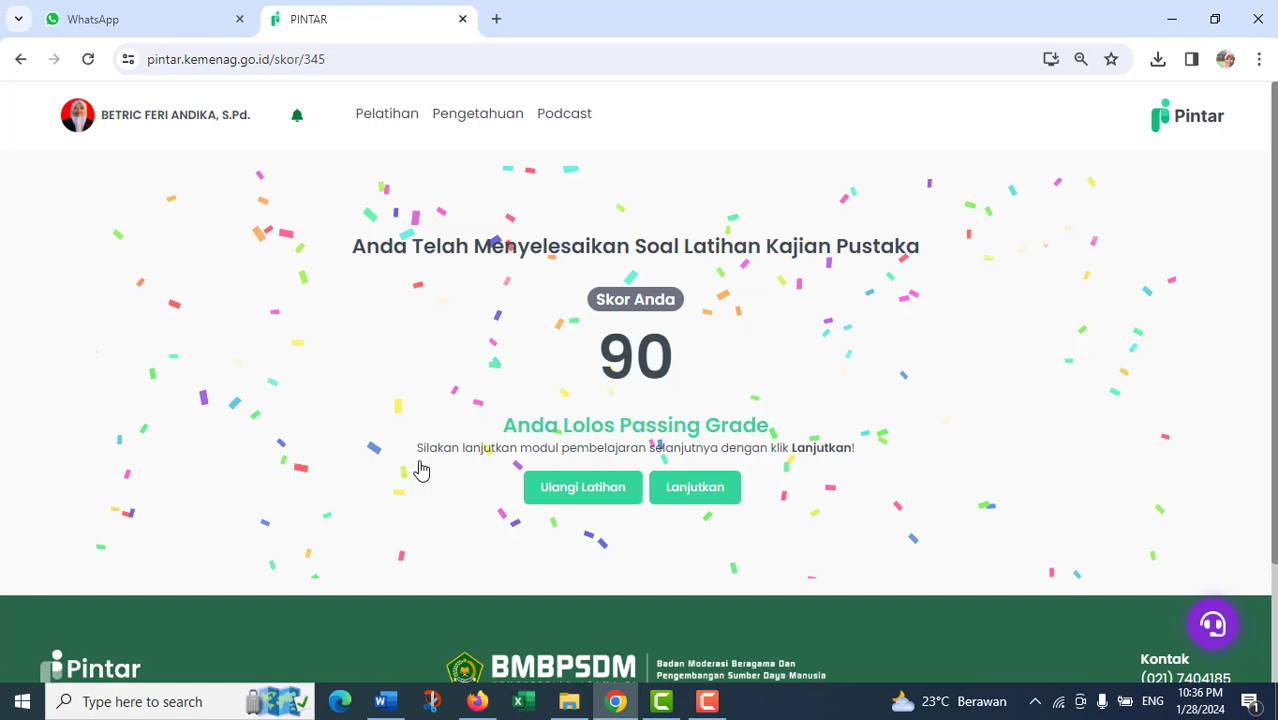 WhatsApp
PINTAR
pintar.kemenag.go.id/skor/345
BETRIC FERI ANDIKA, S.Pd.
Pelatihan
Pengetahuan
Podcast
Pintar
Anda Telah Menyelesaikan Soal Latihan Kajian Pustaka
Skor Anda
90
Anda Lolos Passing Grade
Silakan lanjutkan modul pembelajaran selanjutnya dengan klik Lanjutkan!
Ulangi Latihan
Lanjutkan
Pintar
BMBPSDM
Badan Moderasi Beragama Dan
Pengembangan Sumber Daya Manusia
Kontak
(021) 7404185
Type here to search
23°C Berawan
ENG
10:36 PM
1/28/2024
1